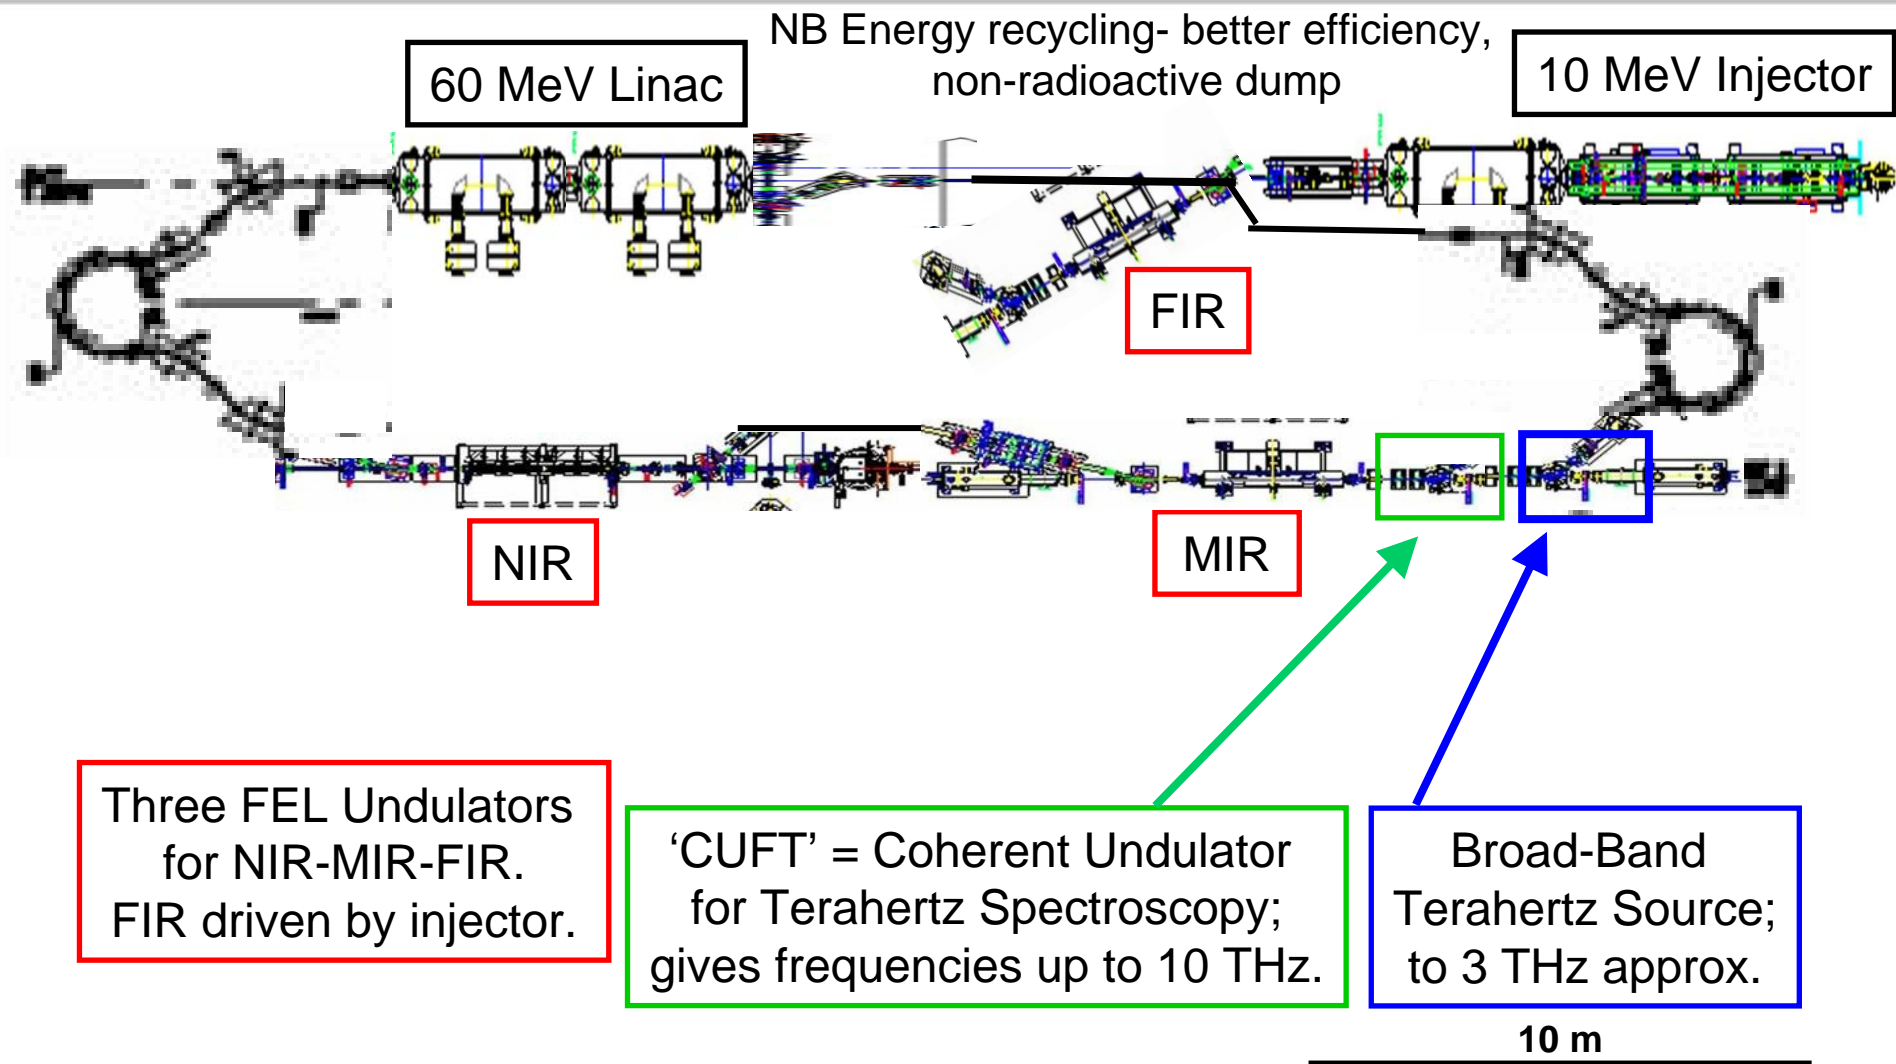 NB Energy recycling- better efficiency,
non-radioactive dump
60 MeV Linac
10 MeV Injector
FIR
NIR
MIR
Three FEL Undulators
for NIR-MIR-FIR.
FIR driven by injector.
‘CUFT’ = Coherent Undulator
for Terahertz Spectroscopy;
gives frequencies up to 10 THz.
Broad-Band
Terahertz Source;
to 3 THz approx.
10 m